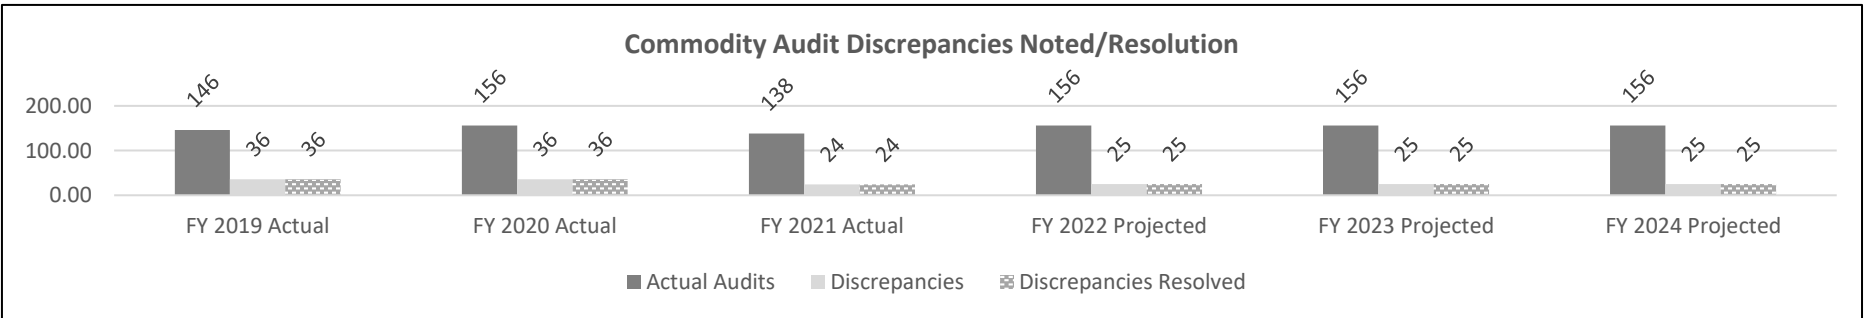 Commodity Audit Discrepancies Noted/Resolution
146 156 138 156 156 156
200.00
36 36 36 36 24 24 25 25 25 25 25 25
100.00
0.00
FY 2019 Actual FY 2020 Actual FY 2021 Actual FY 2022 Projected FY 2023 Projected FY 2024 Projected
Actual Audits Discrepancies Discrepancies Resolved